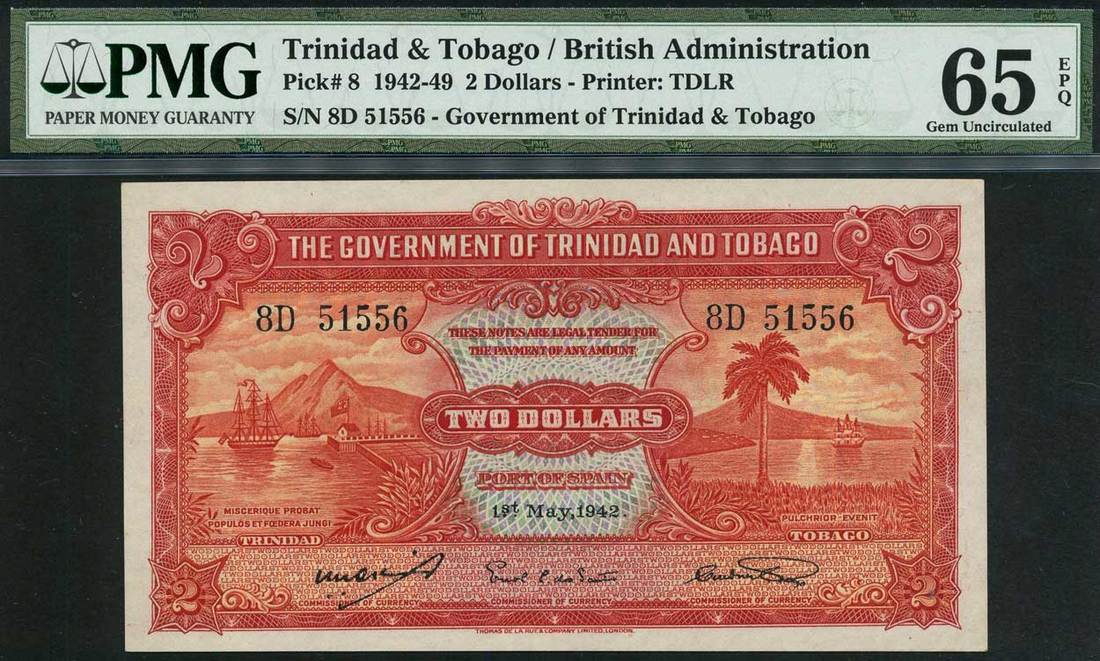 PMG
PAPER MONEY GUARANTY
Trinidad & Tobago / British Administration
Pick# 8 1942-49 2 Dollars - Printer: TDLR
S/N 8D 51556 - Government of Trinidad & Tobago
65
EPQ
Gem Uncirculated
2
THE GOVERNMENT OF TRINIDAD AND TOBAGO
2
8D 51556
8D 51556
THESE NOTES ARE LEGAL TENDER FOR
THE PAYMENT OF ANY AMOUNT
TWO DOLLARS
PORT OF SPAIN
1st May, 1942.
MISCERIQUE PROBAT
POPULOS ET FŒDERA JUNGI
TRINIDAD
PULCHRIOR-EVENIT
TOBAGO
2
COMMISSIONER OF CURRENCY
COMMISSIONER OF CURRENCY
COMMISSIONER OF CURRENCY
2
THOMAS DE LA RUE & COMPANY LIMITED, LONDON.